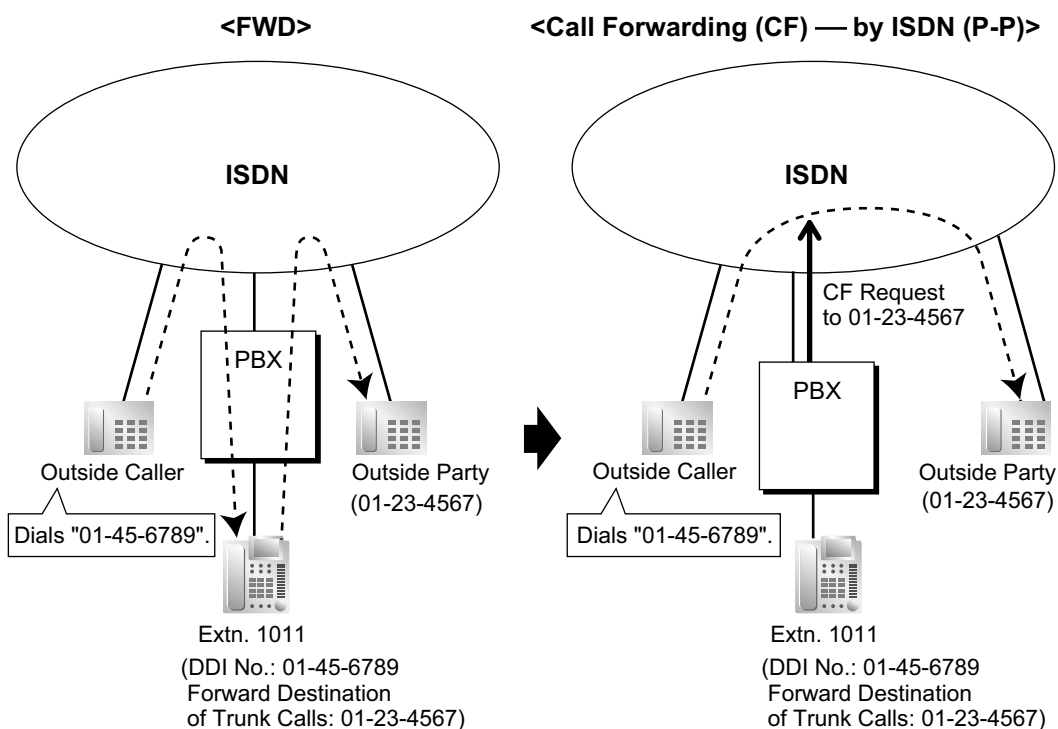 <FWD>
ISDN
PBX
Outside Caller
Dials "01-45-6789".
Outside Party
(01-23-4567)
Extn. 1011
(DDI No.: 01-45-6789
Forward Destination
of Trunk Calls: 01-23-4567)
<Call Forwarding (CF) — by ISDN (P-P)>
ISDN
CF Request
to 01-23-4567
PBX
Outside Caller
Dials "01-45-6789".
Outside Party
(01-23-4567)
Extn. 1011
(DDI No.: 01-45-6789
Forward Destination
of Trunk Calls: 01-23-4567)